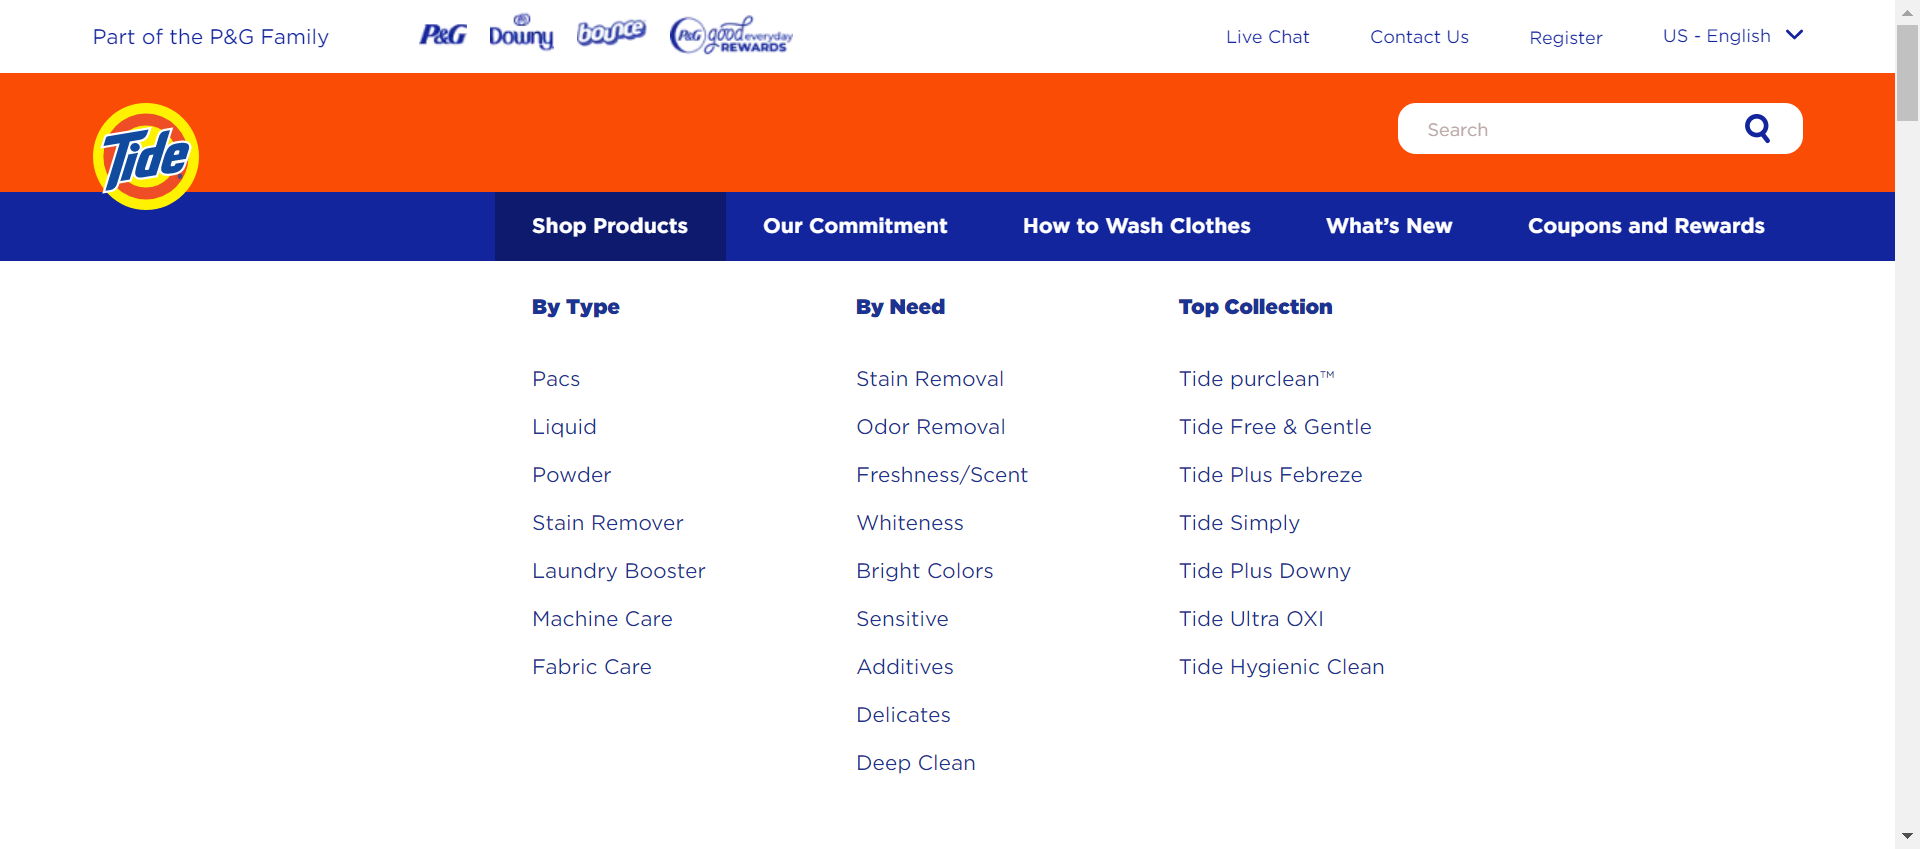 Part of the P&G Family
P&G
Downy
bounce
P&G good everyday REWARDS
Live Chat
Contact Us
Register
US - English
Tide
Search
Shop Products
Our Commitment
How to Wash Clothes
What's New
Coupons and Rewards
By Type
Pacs
Liquid
Powder
Stain Remover
Laundry Booster
Machine Care
Fabric Care
By Need
Stain Removal
Odor Removal
Freshness/Scent
Whiteness
Bright Colors
Sensitive
Additives
Delicates
Deep Clean
Top Collection
Tide purclean™
Tide Free & Gentle
Tide Plus Febreze
Tide Simply
Tide Plus Downy
Tide Ultra OXI
Tide Hygienic Clean